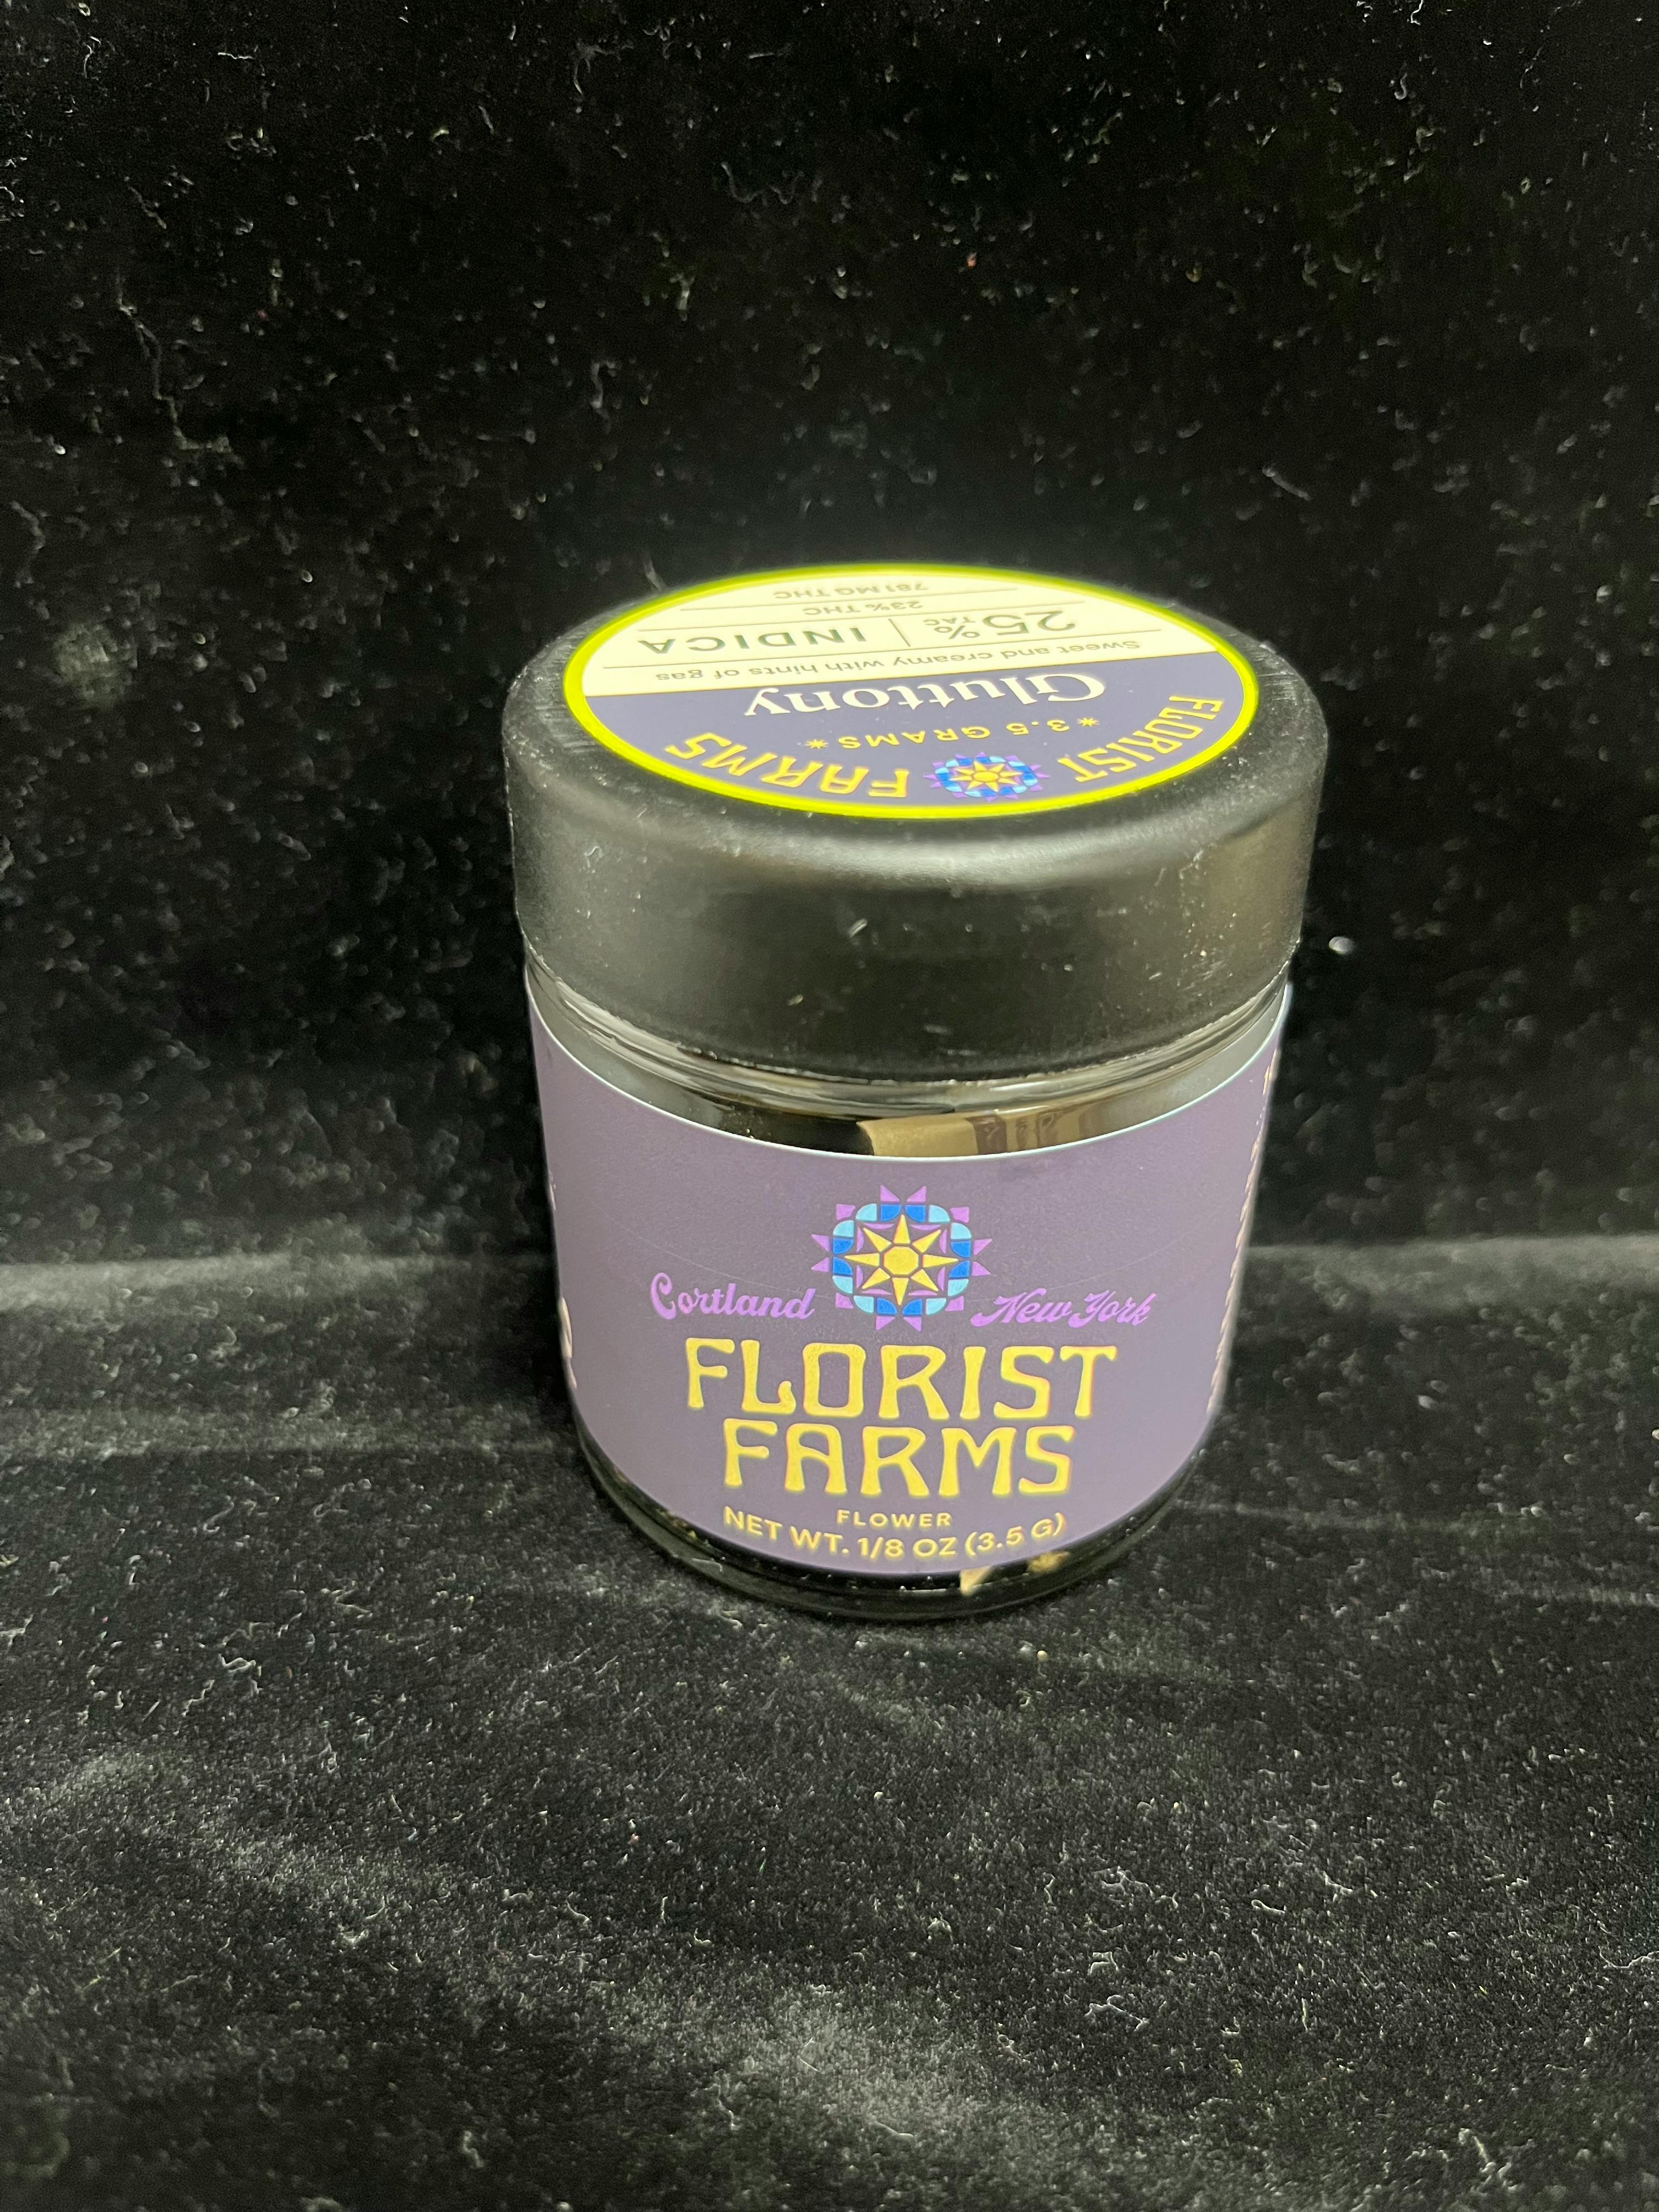 FLORIST FARMS
* 3.5 GRAMS *
Gluttony
Sweet and creamy with hints of gas
25% TAC INDICA
23% THC
781 MG THC
Cortland New York
FLORIST
FARMS
FLOWER
NET WT. 1/8 OZ (3.5 G)